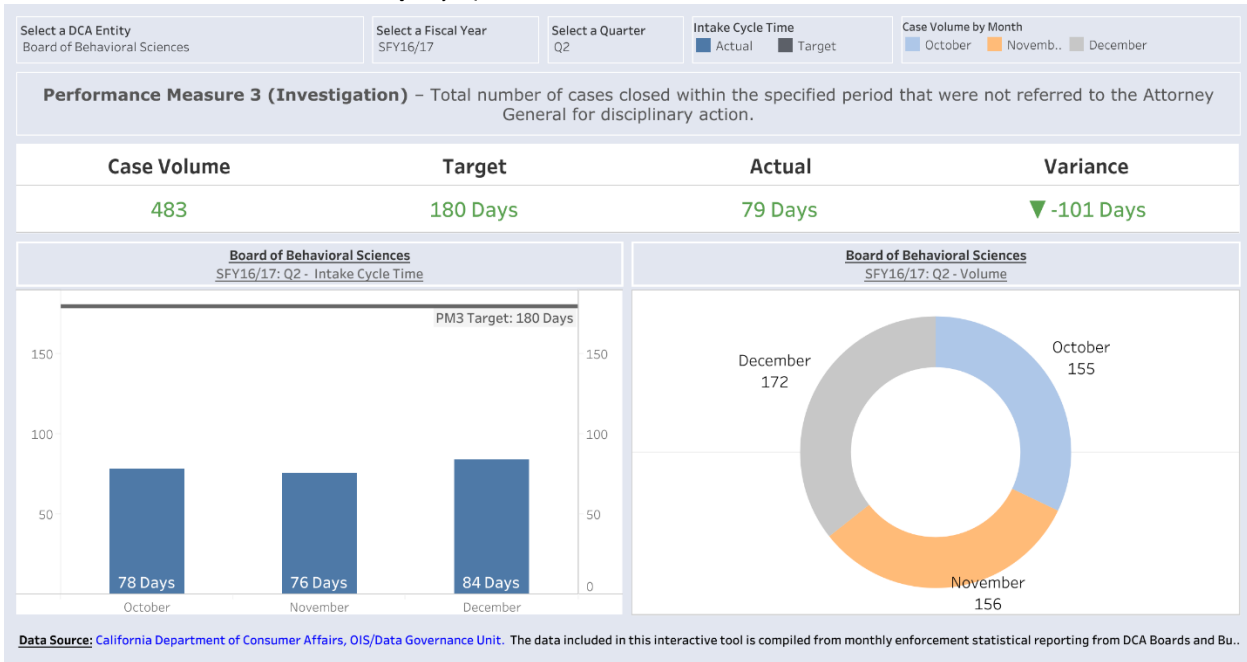 Select a DCA Entity
Board of Behavioral Sciences
Select a Fiscal Year
SFY16/17
Select a Quarter
Q2
Intake Cycle Time
Actual Target
Case Volume by Month
October Novemb.. December
Performance Measure 3 (Investigation) – Total number of cases closed within the specified period that were not referred to the Attorney
General for disciplinary action.
Case Volume Target Actual Variance
483 180 Days 79 Days ▼ -101 Days
Board of Behavioral Sciences
SFY16/17: Q2 - Intake Cycle Time
PM3 Target: 180 Days
150 150
100 100
50 50
0
78 Days 76 Days 84 Days
October November December
Board of Behavioral Sciences
SFY16/17: Q2 - Volume
October
155
December
172
November
156
Data Source: California Department of Consumer Affairs, OIS/Data Governance Unit. The data included in this interactive tool is compiled from monthly enforcement statistical reporting from DCA Boards and Bu..